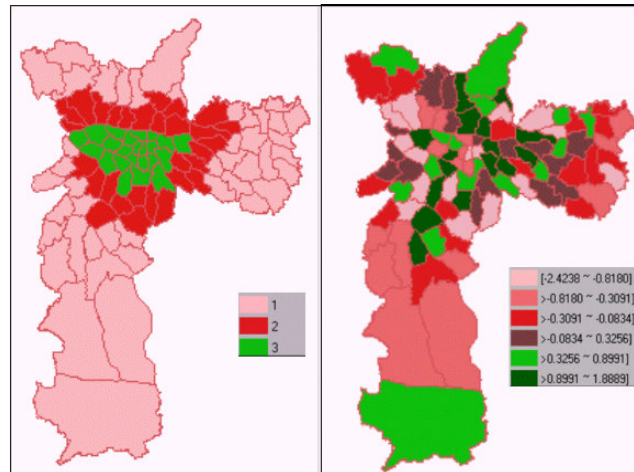 1
2
3
[-2.4238 ~ -0.8180]
>-0.8180 ~ -0.3091]
>-0.3091 ~ -0.0834]
>-0.0834 ~ 0.3256]
>0.3256 ~ 0.8991]
>0.8991 ~ 1.8889]